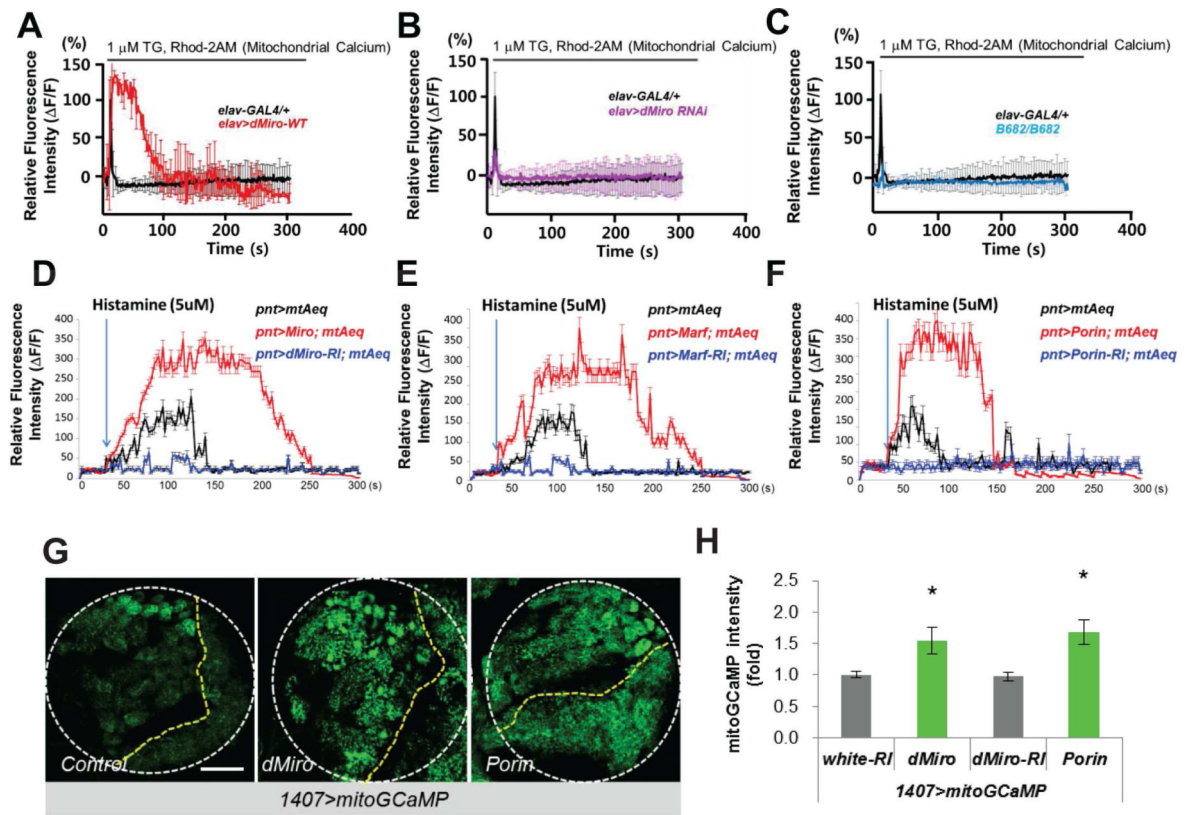 A
(%)
1 μM TG, Rhod-2AM (Mitochondrial Calcium)
150
100
50
0
Relative Fluorescence
Intensity (ΔF/F)
elav-GAL4/+
elav>dMiro-WT
0 100 200 300 400
Time (s)
B
(%)
1 μM TG, Rhod-2AM (Mitochondrial Calcium)
150
100
50
0
Relative Fluorescence
Intensity (ΔF/F)
elav-GAL4/+
elav>dMiro RNAi
0 100 200 300 400
Time (s)
C
(%)
1 μM TG, Rhod-2AM (Mitochondrial Calcium)
150
100
50
0
Relative Fluorescence
Intensity (ΔF/F)
elav-GAL4/+
B682/B682
0 100 200 300 400
Time (s)
D
Histamine (5uM)
pnt>mtAeq
pnt>Miro; mtAeq
pnt>dMiro-RI; mtAeq
400
350
300
250
200
150
100
50
0
Relative Fluorescence
Intensity (ΔF/F)
50 100 150 200 250 300 (s)
E
Histamine (5uM)
pnt>mtAeq
pnt>Marf; mtAeq
pnt>Marf-RI; mtAeq
400
350
300
250
200
150
100
50
0
Relative Fluorescence
Intensity (ΔF/F)
50 100 150 200 250 300 (s)
F
Histamine (5uM)
pnt>mtAeq
pnt>Porin; mtAeq
pnt>Porin-RI; mtAeq
400
350
300
250
200
150
100
50
0
Relative Fluorescence
Intensity (ΔF/F)
50 100 150 200 250 300 (s)
G
Control
dMiro
Porin
1407>mitoGCaMP
H
mitoGCaMP intensity
(fold)
2.5
2.0
1.5
1.0
0.5
0.0
*
*
white-RI dMiro dMiro-RI Porin
1407>mitoGCaMP